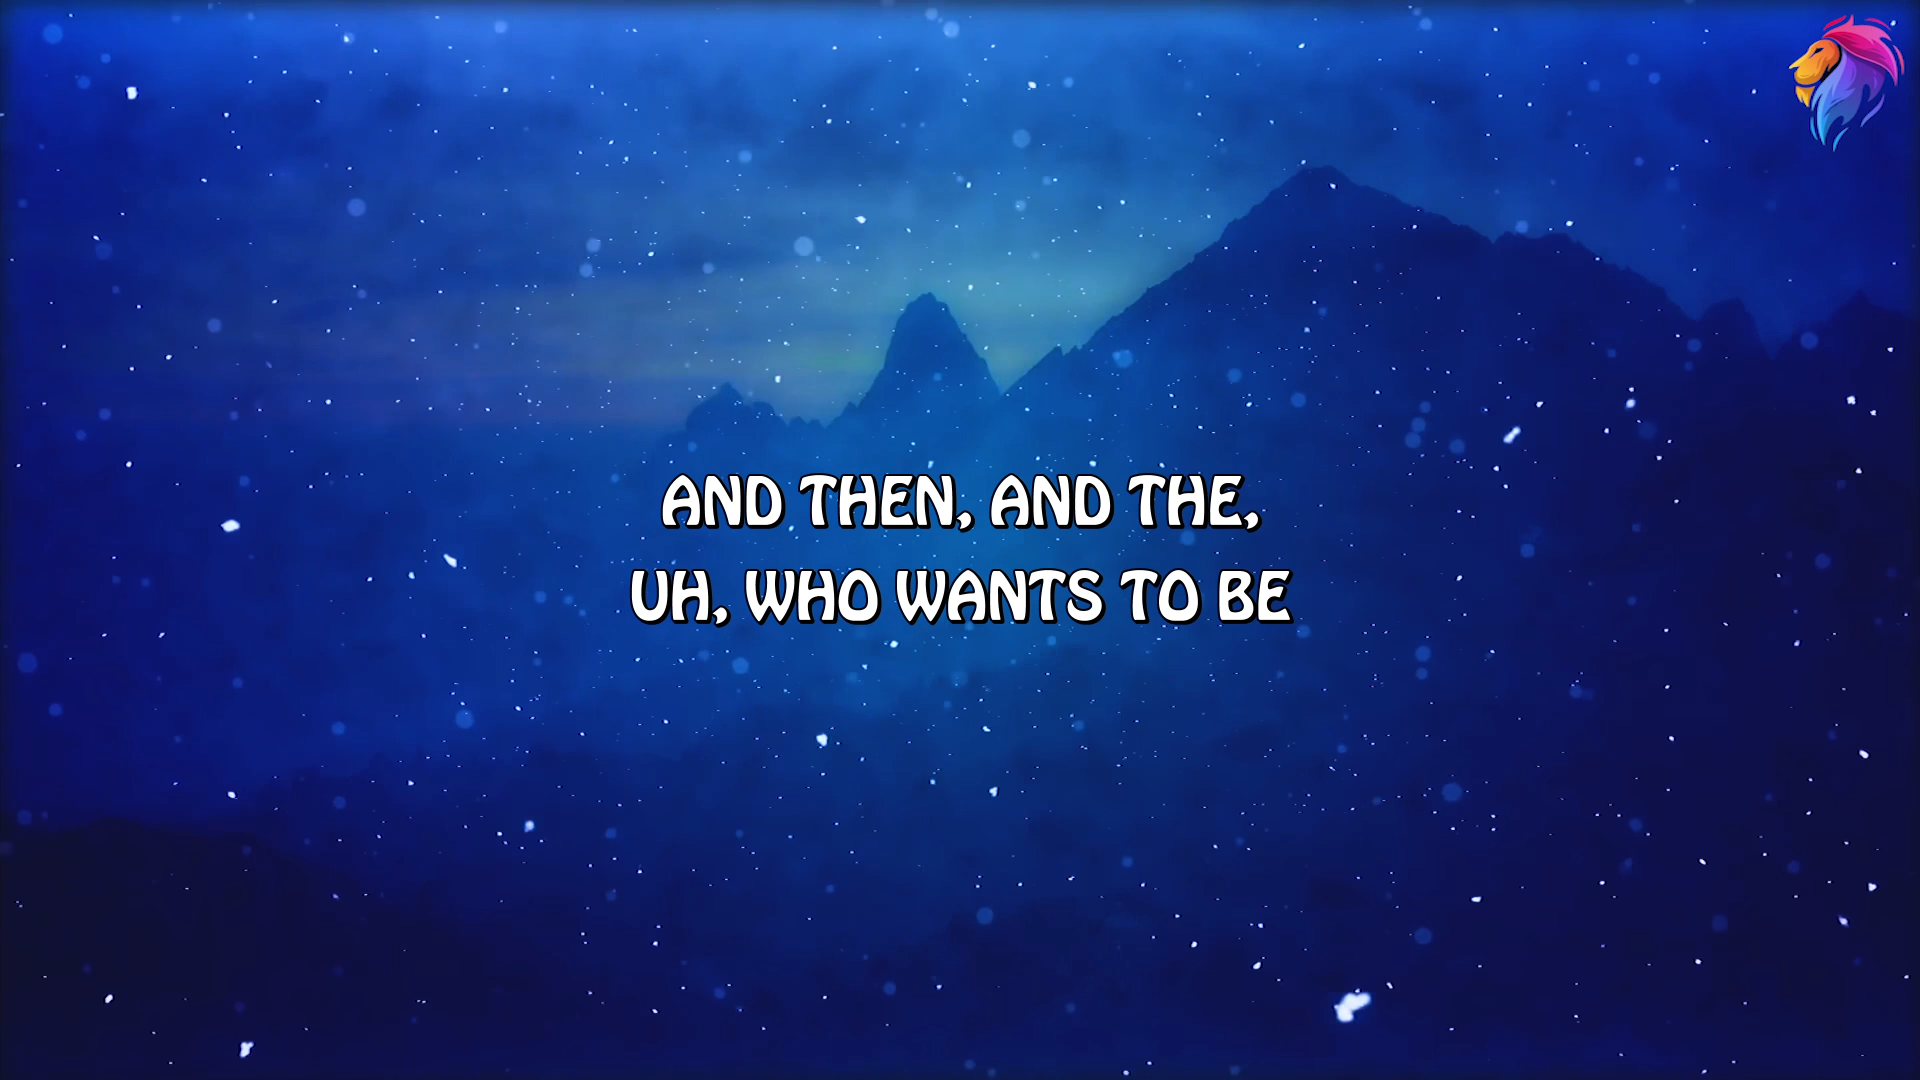 AND THEN, AND THE,
UH, WHO WANTS TO BE